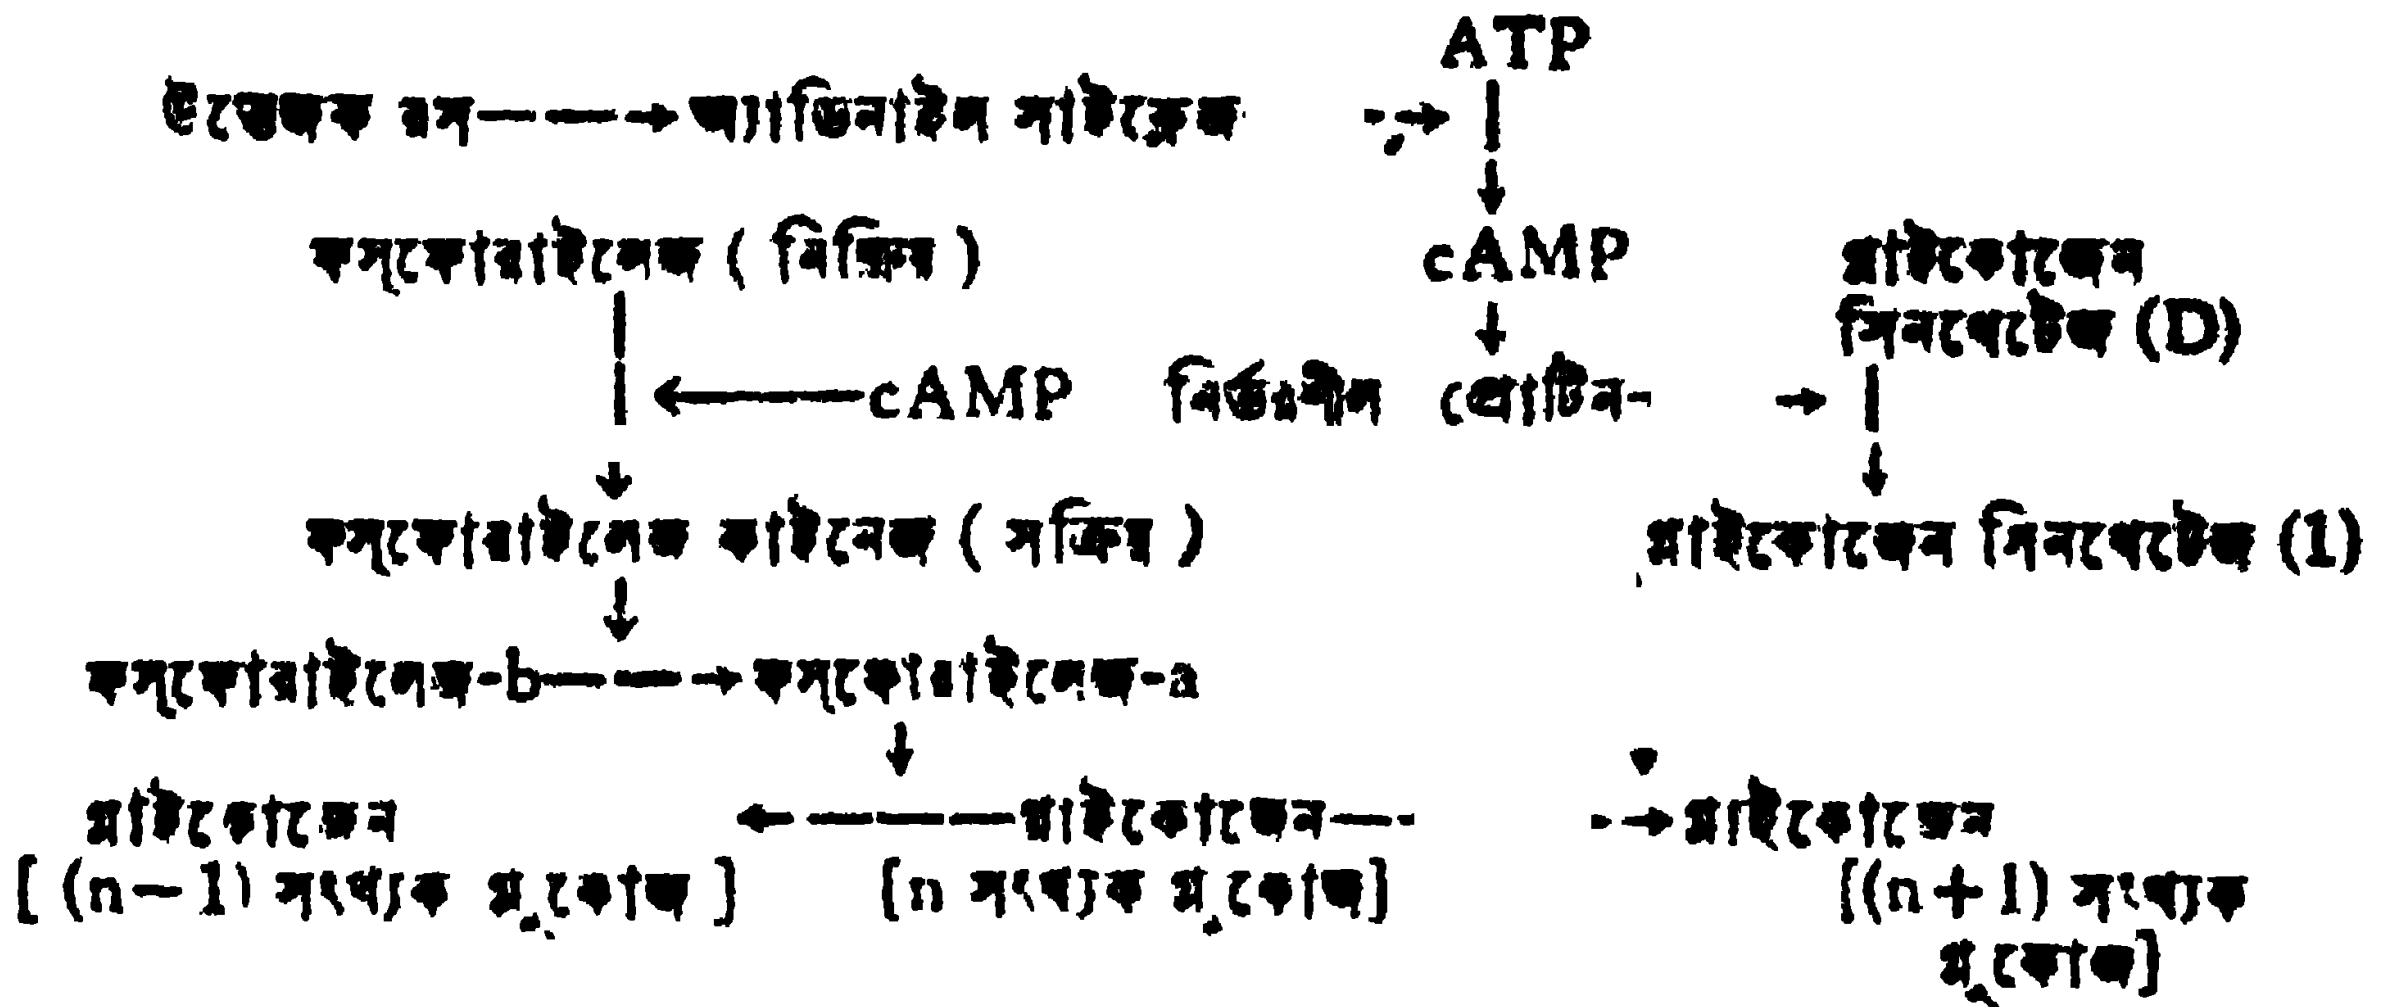 ATP
উত্তেজক রস → অ্যাডিনাইল সাইক্লেজ →
ফস্‌ফোরাইলেজ ( নিষ্ক্রিয় ) cAMP গ্লাইকোজেন
সিনথেটেজ (D)
← cAMP নির্ভরশীল প্রোটিন- →
ফস্‌ফোরাইলেজ কাইনেজ ( সক্রিয় ) গ্লাইকোজেন সিনথেটেজ (1)
ফস্‌ফোরাইলেজ-b → ফস্‌ফোরাইলেজ-a
গ্লাইকোজেন ← গ্লাইকোজেন → গ্লাইকোজেন
[ (n－1) সংখ্যক গ্লুকোজ ] [n সংখ্যক গ্লুকোজ] [(n+1) সংখ্যক
গ্লুকোজ]